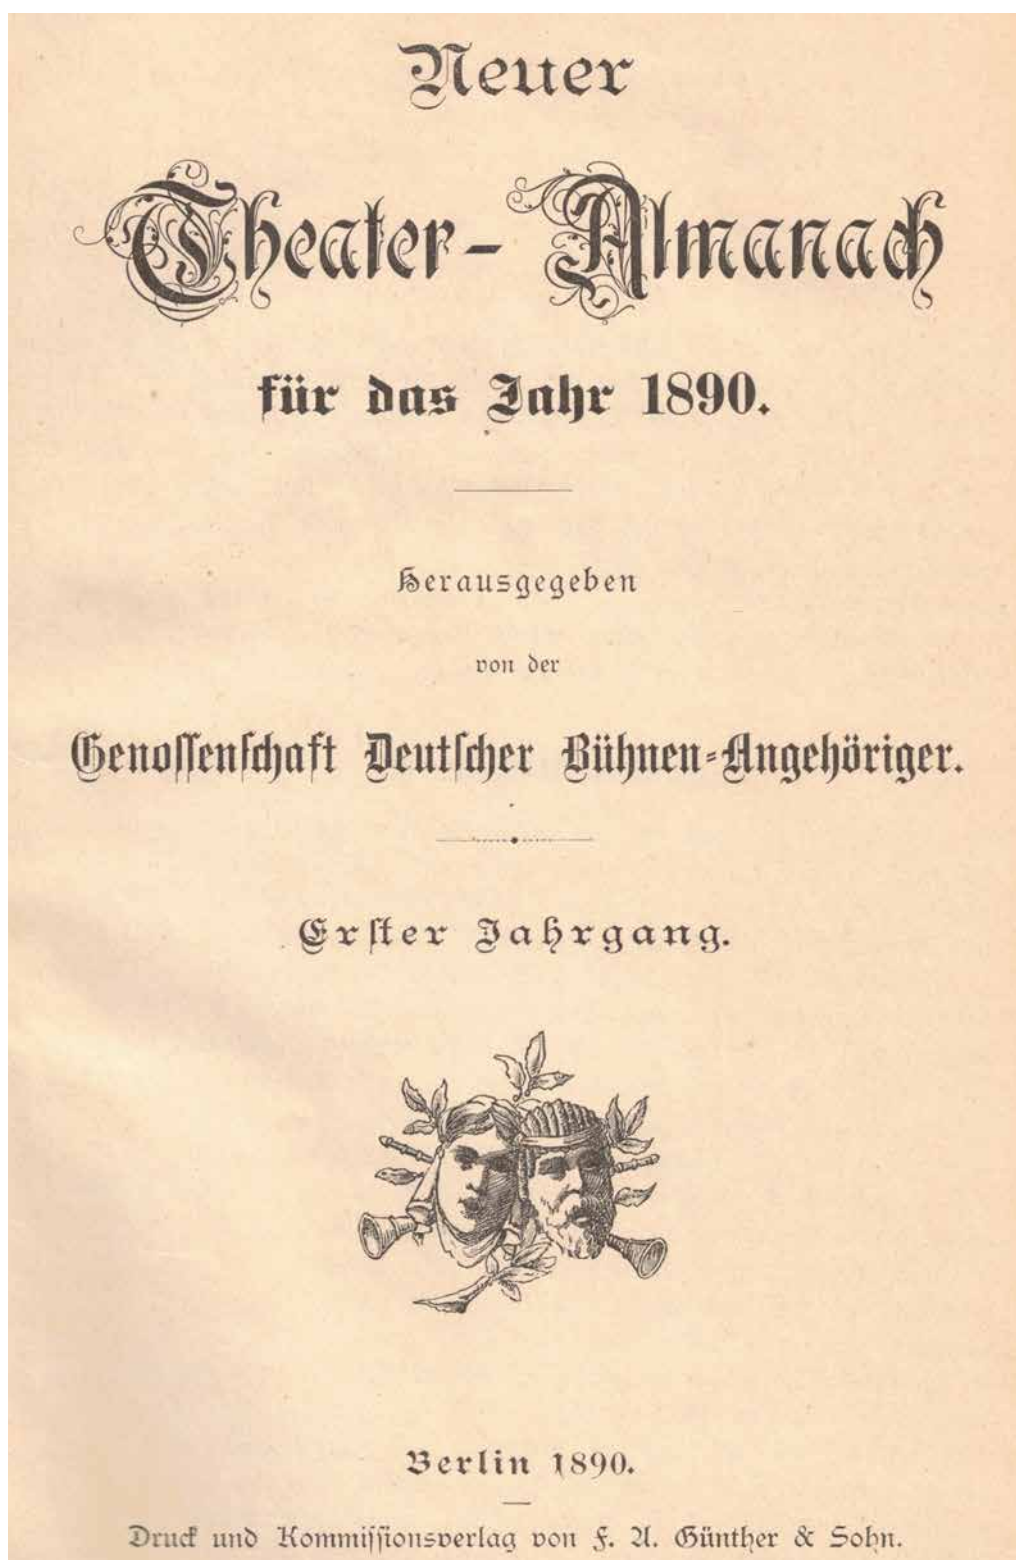 Neuer
Theater-Almanach
für das Jahr 1890.
Herausgegeben
von der
Genossenschaft Deutscher Bühnen-Angehöriger.
Erster Jahrgang.
Berlin 1890.
Druck und Kommissionsverlag von F. A. Günther & Sohn.